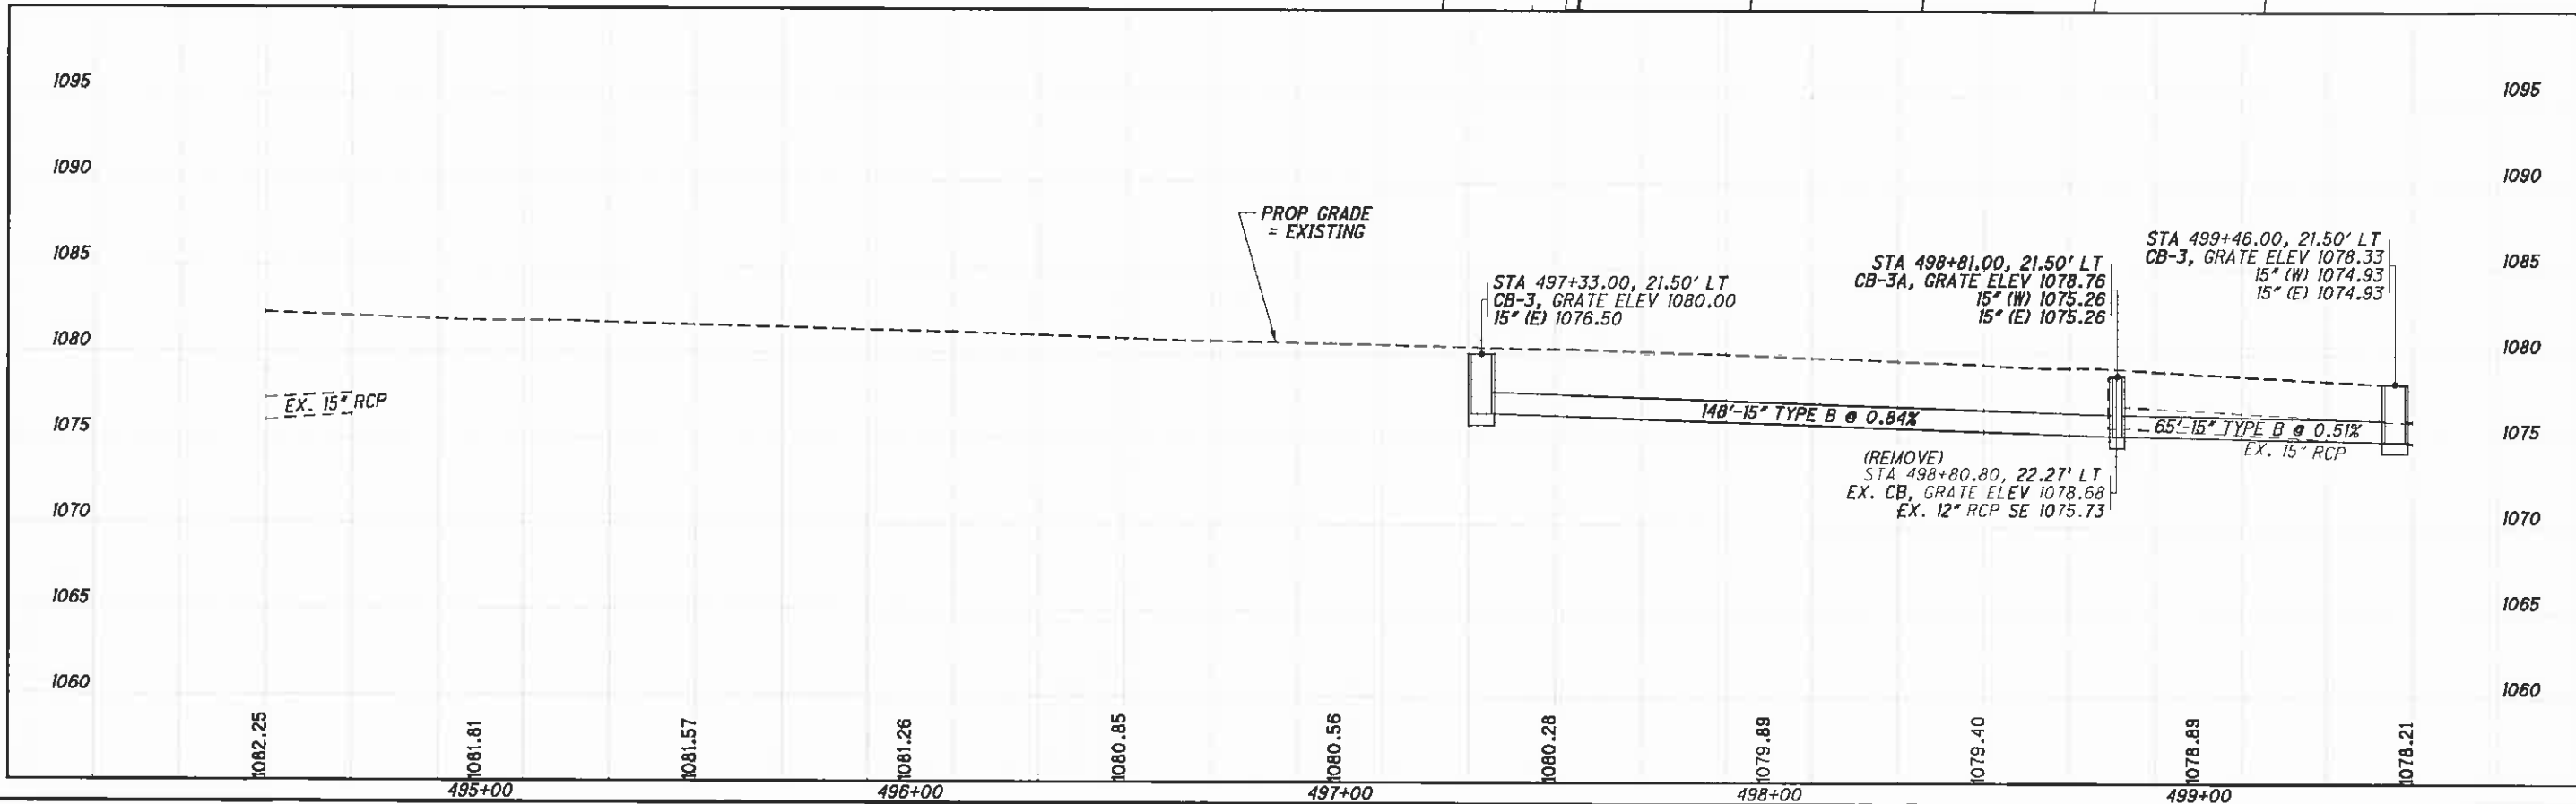 1095
1090
1085
1080
1075
1070
1065
1060
PROP GRADE
= EXISTING
EX. 15" RCP
STA 497+33.00, 21.50' LT
CB-3, GRATE ELEV 1080.00
15" (E) 1076.50
148'-15" TYPE B @ 0.84%
STA 498+81.00, 21.50' LT
CB-3A, GRATE ELEV 1078.76
15" (W) 1075.26
15" (E) 1075.26
STA 499+46.00, 21.50' LT
CB-3, GRATE ELEV 1078.33
15" (W) 1074.93
15" (E) 1074.93
65'-15" TYPE B @ 0.51%
EX. 15" RCP
(REMOVE)
STA 498+80.80, 22.27' LT
EX. CB, GRATE ELEV 1078.68
EX. 12" RCP SE 1075.73
1095
1090
1085
1080
1075
1070
1065
1060
1082.25
1081.81
1081.57
1081.26
1080.85
1080.56
1080.28
1079.89
1079.40
1078.89
1078.21
495+00
496+00
497+00
498+00
499+00